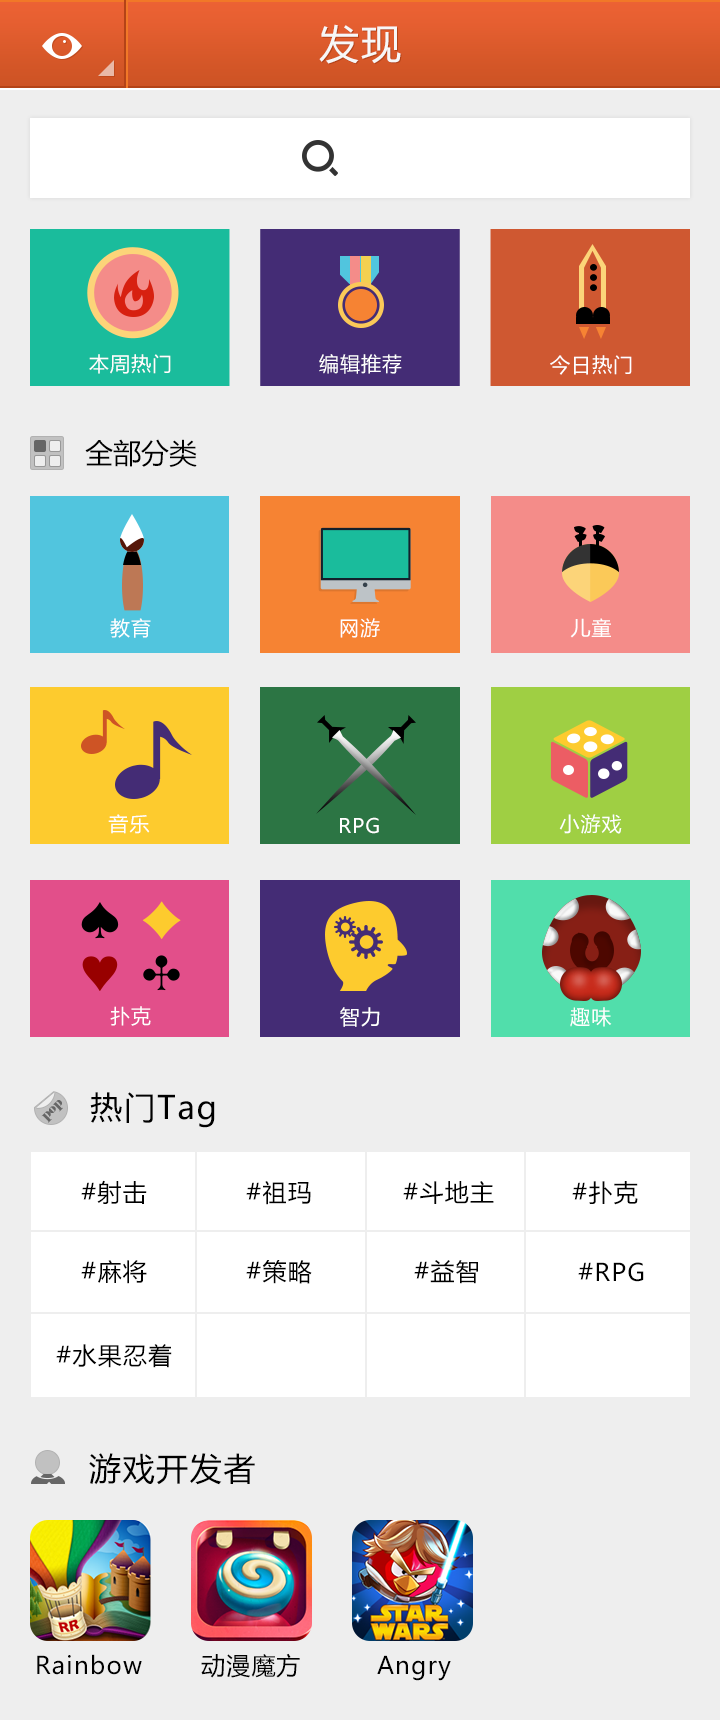 发现
本周热门 编辑推荐 今日热门
全部分类
教育 网游 儿童
音乐 RPG 小游戏
扑克 智力 趣味
pop 热门Tag
#射击 #祖玛 #斗地主 #扑克
#麻将 #策略 #益智 #RPG
#水果忍着
游戏开发者
RR
STAR
WARS
Rainbow 动漫魔方 Angry